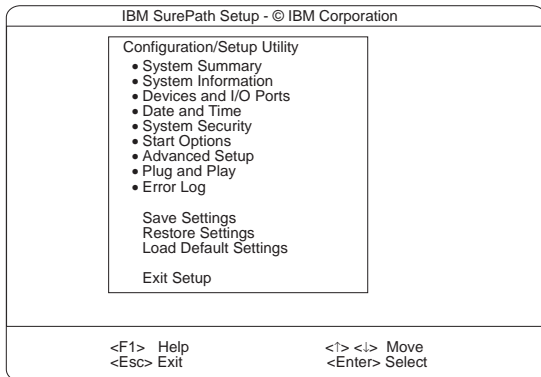 IBM SurePath Setup - © IBM Corporation
Configuration/Setup Utility
• System Summary
• System Information
• Devices and I/O Ports
• Date and Time
• System Security
• Start Options
• Advanced Setup
• Plug and Play
• Error Log
Save Settings
Restore Settings
Load Default Settings
Exit Setup
<F1> Help <↑> <↓> Move
<Esc> Exit <Enter> Select